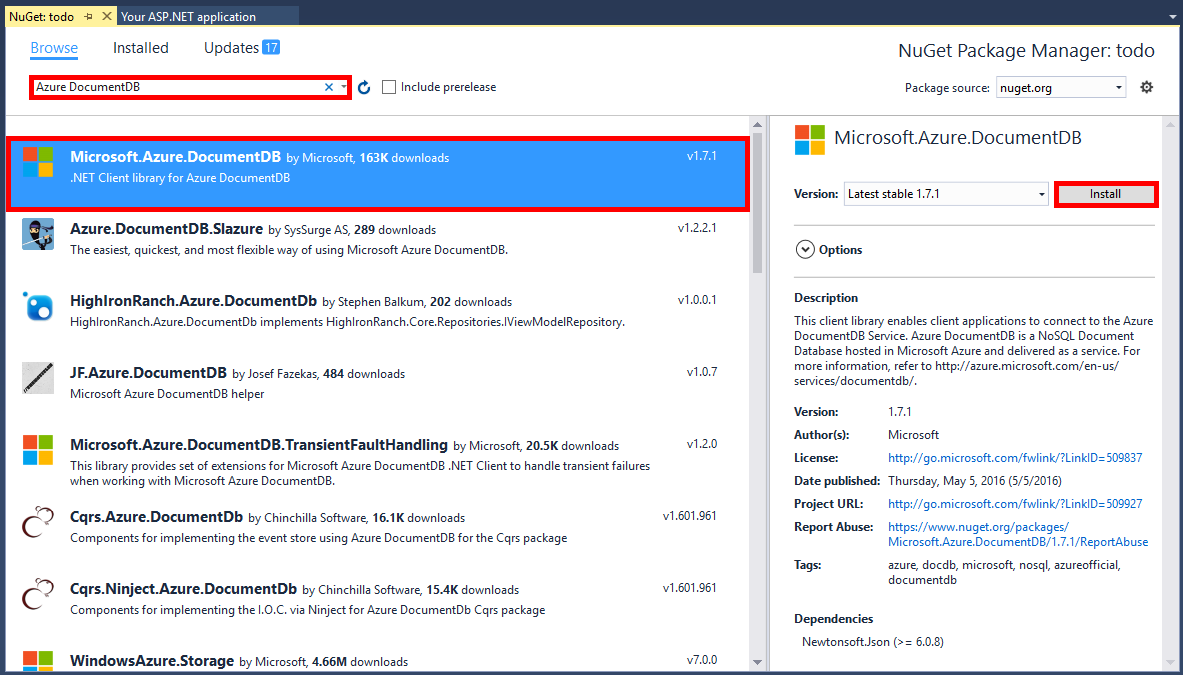 NuGet: todo
Your ASP.NET application
Browse
Installed
Updates 17
NuGet Package Manager: todo
Azure DocumentDB
Include prerelease
Package source: nuget.org
Microsoft.Azure.DocumentDB by Microsoft, 163K downloads v1.7.1
.NET Client library for Azure DocumentDB
Azure.DocumentDB.Slazure by SysSurge AS, 289 downloads v1.2.2.1
The easiest, quickest, and most flexible way of using Microsoft Azure DocumentDB.
HighIronRanch.Azure.DocumentDb by Stephen Balkum, 202 downloads v1.0.0.1
HighIronRanch.Azure.DocumentDb implements HighIronRanch.Core.Repositories.IViewModelRepository.
JF.Azure.DocumentDB by Josef Fazekas, 484 downloads v1.0.7
Microsoft Azure DocumentDB helper
Microsoft.Azure.DocumentDB.TransientFaultHandling by Microsoft, 20.5K downloads v1.2.0
This library provides set of extensions for Microsoft Azure DocumentDB .NET Client to handle transient failures
when working with Microsoft Azure DocumentDB.
Cqrs.Azure.DocumentDb by Chinchilla Software, 16.1K downloads v1.601.961
Components for implementing the event store using Azure DocumentDB for the Cqrs package
Cqrs.Ninject.Azure.DocumentDb by Chinchilla Software, 15.4K downloads v1.601.961
Components for implementing the I.O.C. via Ninject for Azure DocumentDb Cqrs package
WindowsAzure.Storage by Microsoft, 4.66M downloads v7.0.0
Microsoft.Azure.DocumentDB
Version: Latest stable 1.7.1
Install
Options
Description
This client library enables client applications to connect to the Azure
DocumentDB Service. Azure DocumentDB is a NoSQL Document
Database hosted in Microsoft Azure and delivered as a service. For
more information, refer to http://azure.microsoft.com/en-us/
services/documentdb/.
Version: 1.7.1
Author(s): Microsoft
License: http://go.microsoft.com/fwlink/?LinkID=509837
Date published: Thursday, May 5, 2016 (5/5/2016)
Project URL: http://go.microsoft.com/fwlink/?LinkID=509927
Report Abuse: https://www.nuget.org/packages/
Microsoft.Azure.DocumentDB/1.7.1/ReportAbuse
Tags: azure, docdb, microsoft, nosql, azureofficial,
documentdb
Dependencies
Newtonsoft.Json (>= 6.0.8)